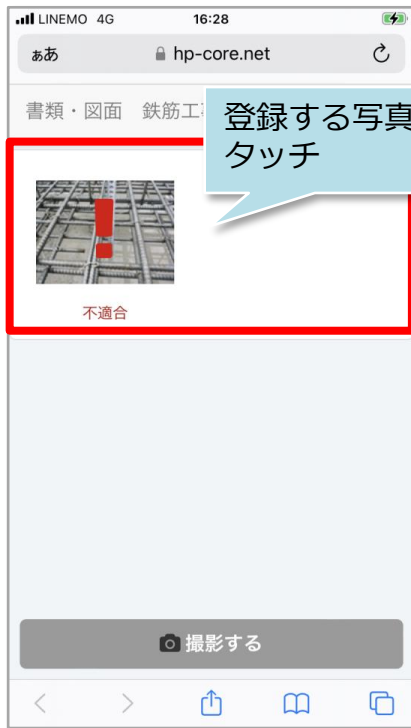 LINEMO 4G 16:28
ぁあ hp-core.net
書類・図面 鉄筋工
登録する写真
タッチ
不適合
撮影する